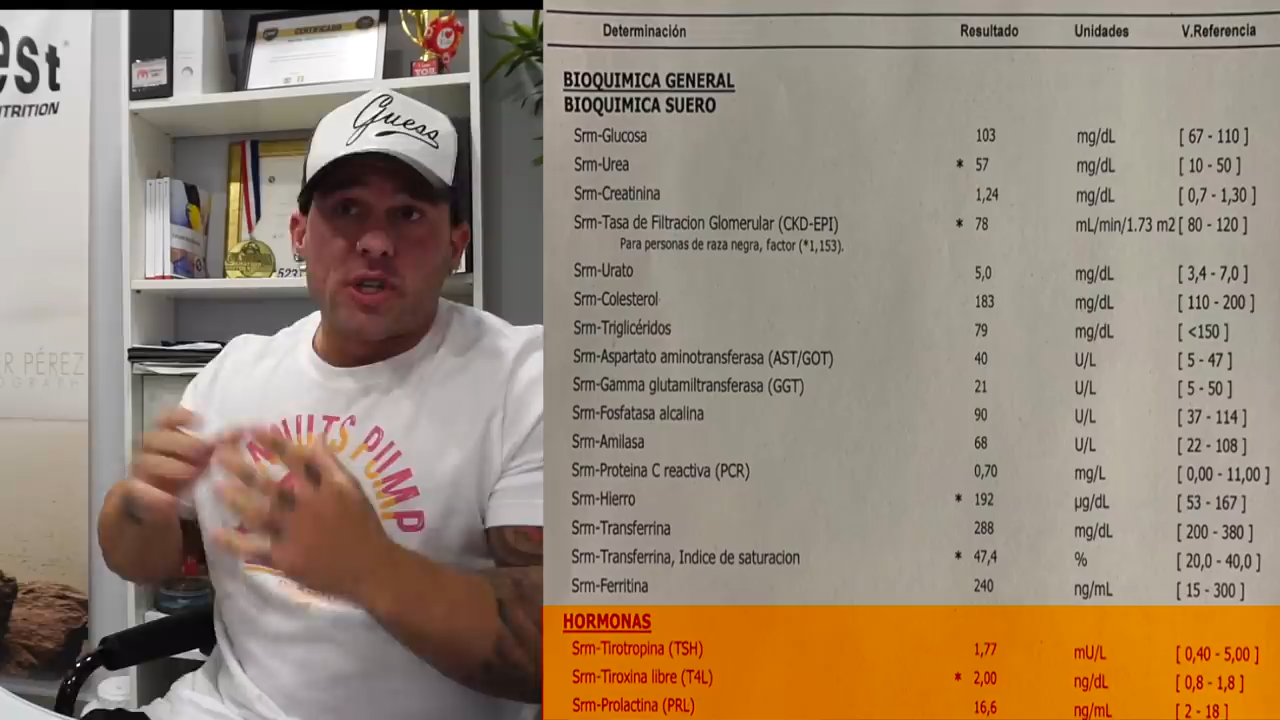 est
NUTRITION
R PÉREZ
OGRAPH
CERTIFICADO
Guess
523
NUTS PUMP
Determinación Resultado Unidades V.Referencia
BIOQUIMICA GENERAL
BIOQUIMICA SUERO
Srm-Glucosa 103 mg/dL [ 67 - 110 ]
Srm-Urea * 57 mg/dL [ 10 - 50 ]
Srm-Creatinina 1,24 mg/dL [ 0,7 - 1,30 ]
Srm-Tasa de Filtracion Glomerular (CKD-EPI) * 78 mL/min/1.73 m2 [ 80 - 120 ]
Para personas de raza negra, factor (*1,153).
Srm-Urato 5,0 mg/dL [ 3,4 - 7,0 ]
Srm-Colesterol 183 mg/dL [ 110 - 200 ]
Srm-Triglicéridos 79 mg/dL [ <150 ]
Srm-Aspartato aminotransferasa (AST/GOT) 40 U/L [ 5 - 47 ]
Srm-Gamma glutamiltransferasa (GGT) 21 U/L [ 5 - 50 ]
Srm-Fosfatasa alcalina 90 U/L [ 37 - 114 ]
Srm-Amilasa 68 U/L [ 22 - 108 ]
Srm-Proteina C reactiva (PCR) 0,70 mg/L [ 0,00 - 11,00 ]
Srm-Hierro * 192 µg/dL [ 53 - 167 ]
Srm-Transferrina 288 mg/dL [ 200 - 380 ]
Srm-Transferrina, Indice de saturacion * 47,4 % [ 20,0 - 40,0 ]
Srm-Ferritina 240 ng/mL [ 15 - 300 ]
HORMONAS
Srm-Tirotropina (TSH) 1,77 mU/L [ 0,40 - 5,00 ]
Srm-Tiroxina libre (T4L) * 2,00 ng/dL [ 0,8 - 1,8 ]
Srm-Prolactina (PRL) 16,6 ng/mL [ 2 - 18 ]